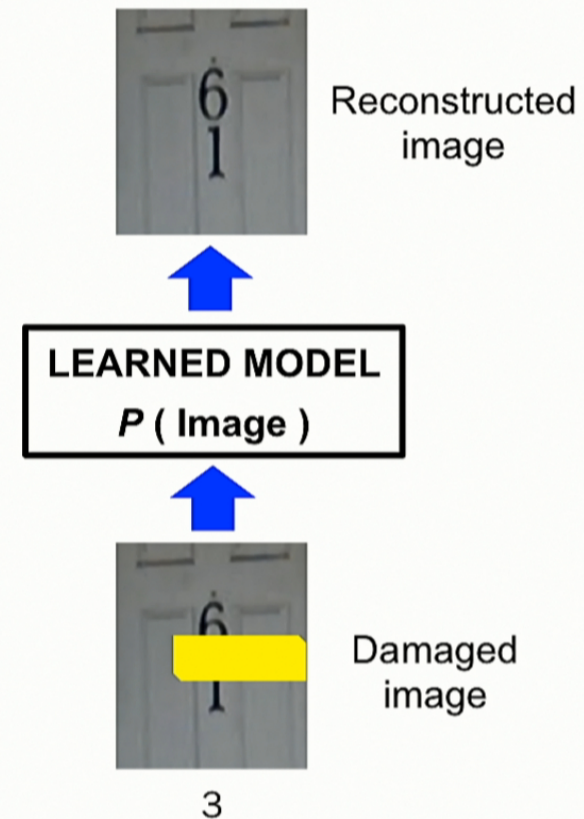 6
1
Reconstructed
image
LEARNED MODEL
P ( Image )
6
1
Damaged
image
3